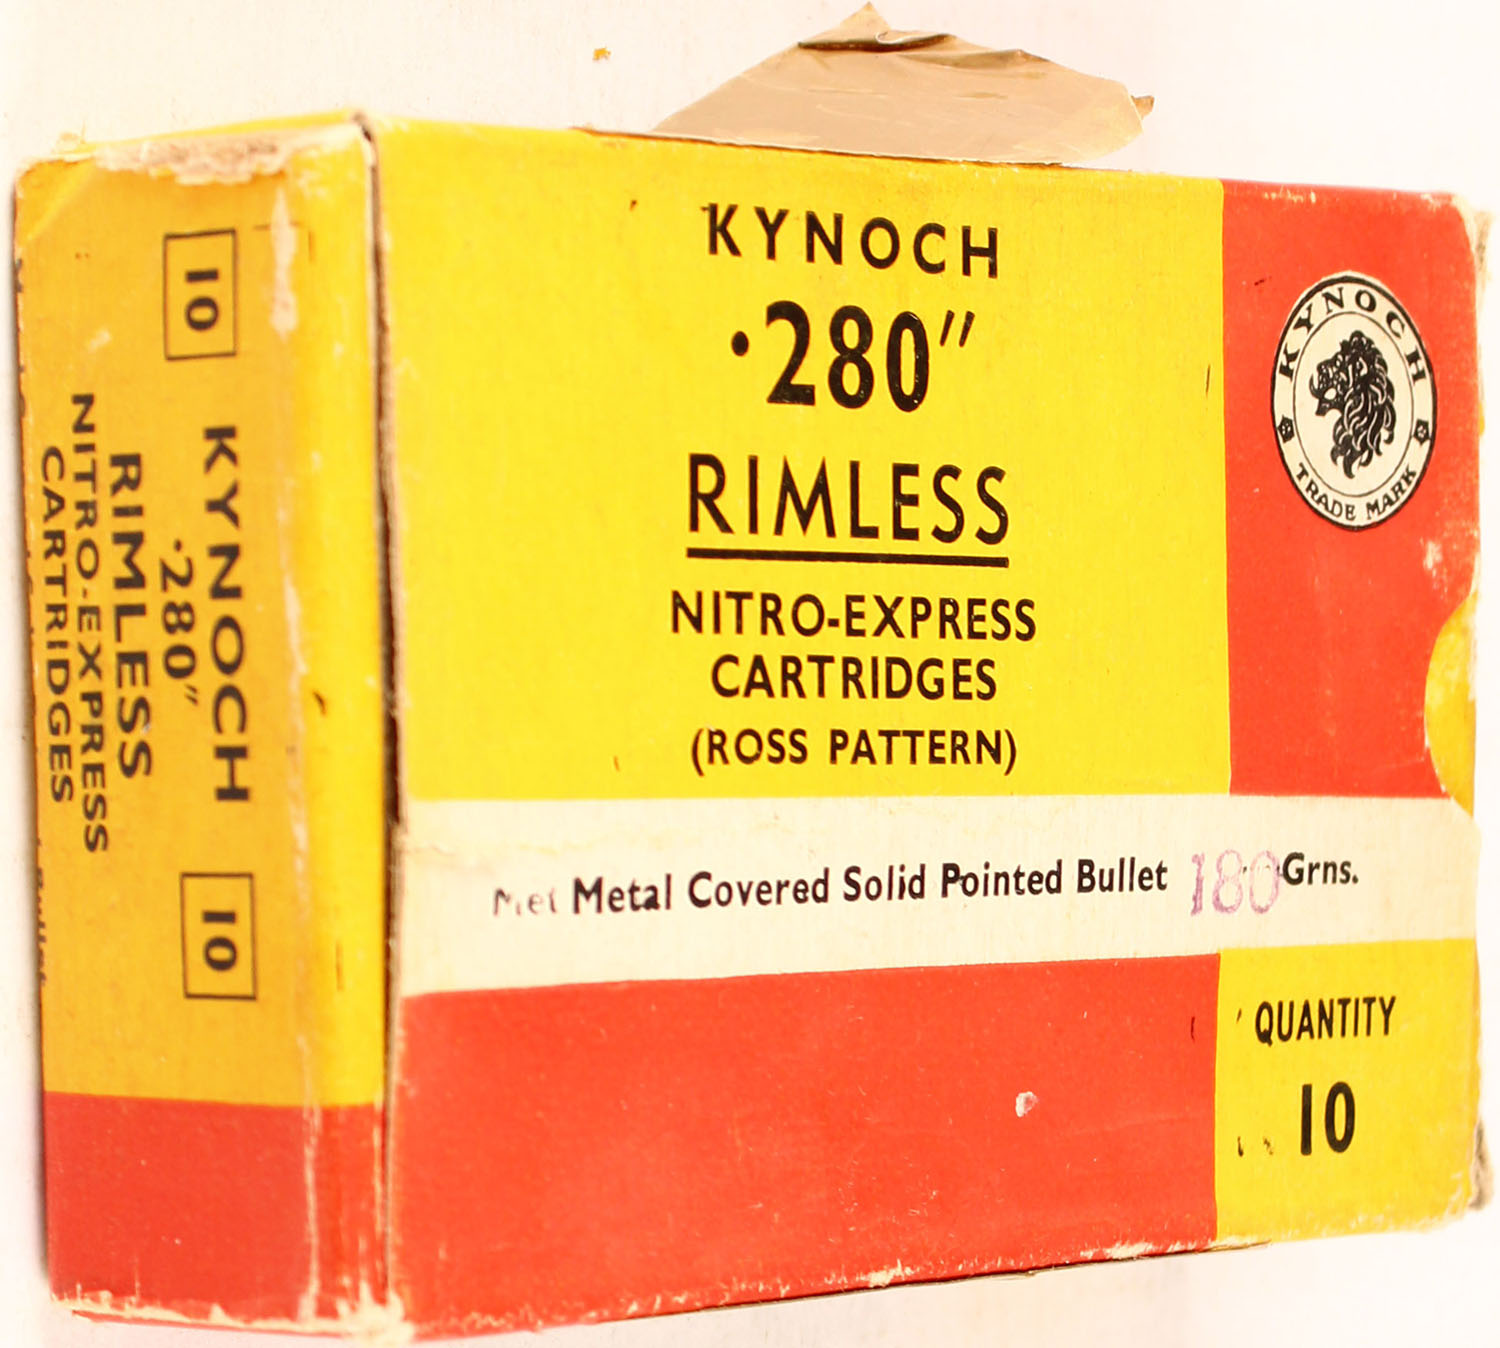 KYNOCH
·280″
RIMLESS
NITRO-EXPRESS
CARTRIDGES
(ROSS PATTERN)
Metal Covered Solid Pointed Bullet 180 Grns.
QUANTITY
10
KYNOCH
TRADE MARK
10
KYNOCH
·280″
RIMLESS
NITRO-EXPRESS
CARTRIDGES
10